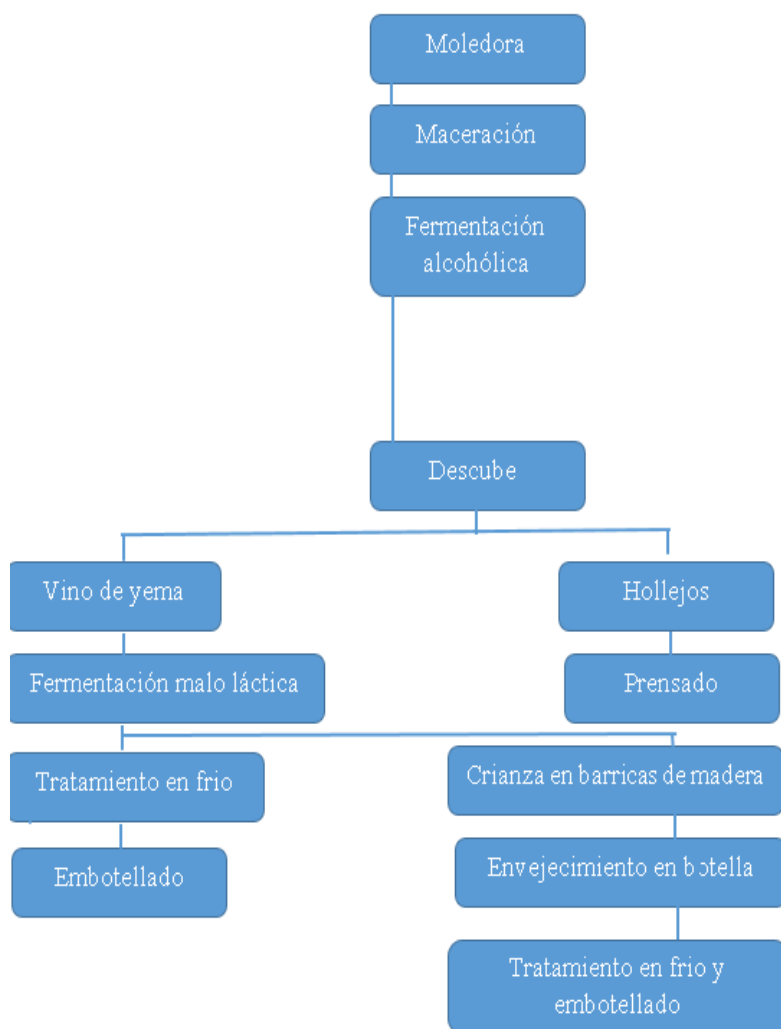 Moledora
Maceración
Fermentación
alcohólica
Descube
Vino de yema
Hollejos
Fermentación malo láctica
Prensado
Tratamiento en frio
Crianza en barricas de madera
Embotellado
Envejecimiento en botella
Tratamiento en frio y
embotellado